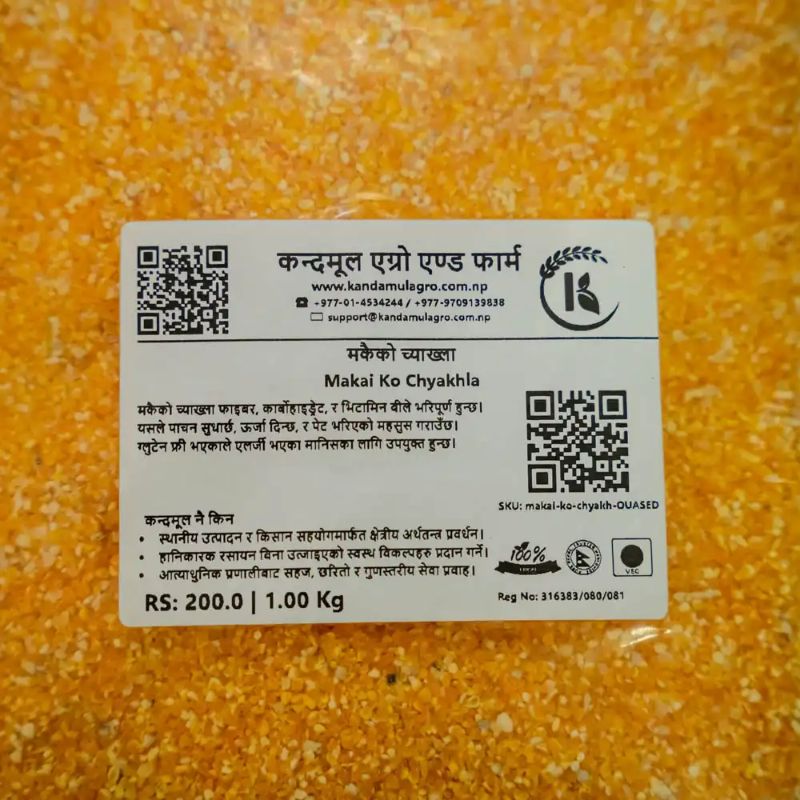 कन्दमूल एग्रो एण्ड फार्म
www.kandamulagro.com.np
+977-01-4534244 / +977-9709139838
support@kandamulagro.com.np
मकैको च्याख्ला
Makai Ko Chyakhla
मकैको च्याख्ला फाइबर, कार्बोहाइड्रेट, र भिटामिन बीले भरिपूर्ण हुन्छ।
यसले पाचन सुधार्छ, ऊर्जा दिन्छ, र पेट भरिएको महसुस गराउँछ।
ग्लुटेन फ्री भएकाले एलर्जी भएका मानिसका लागि उपयुक्त हुन्छ।
SKU: makai-ko-chyakh-QUASED
कन्दमूल नै किन
• स्थानीय उत्पादन र किसान सहयोगमार्फत क्षेत्रीय अर्थतन्त्र प्रवर्धन।
• हानिकारक रसायन विना उत्जाइएको स्वस्थ विकल्पहरु प्रदान गर्ने।
• आत्याधुनिक प्रणालीबाट सहज, छरितो र गुणस्तरीय सेवा प्रवाह।
100%
LOCAL
VEG
RS: 200.0 | 1.00 Kg
Reg No: 316383/080/081